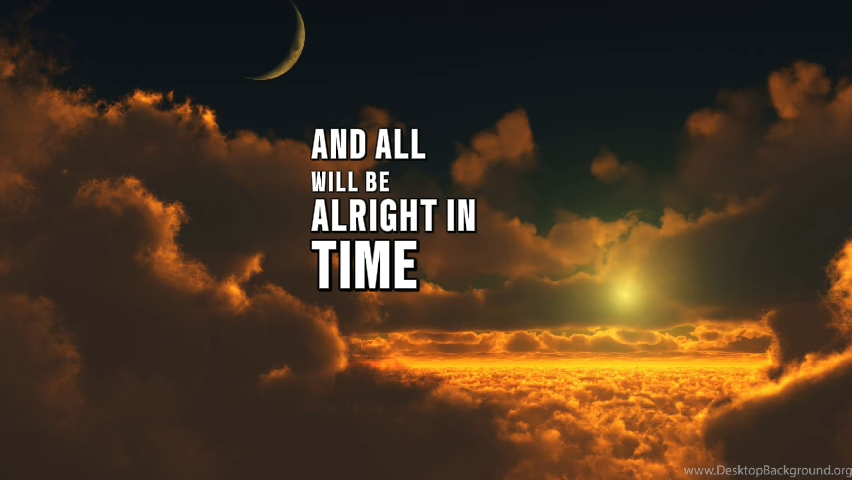 AND ALL
WILL BE
ALRIGHT IN
TIME
www.DesktopBackground.org